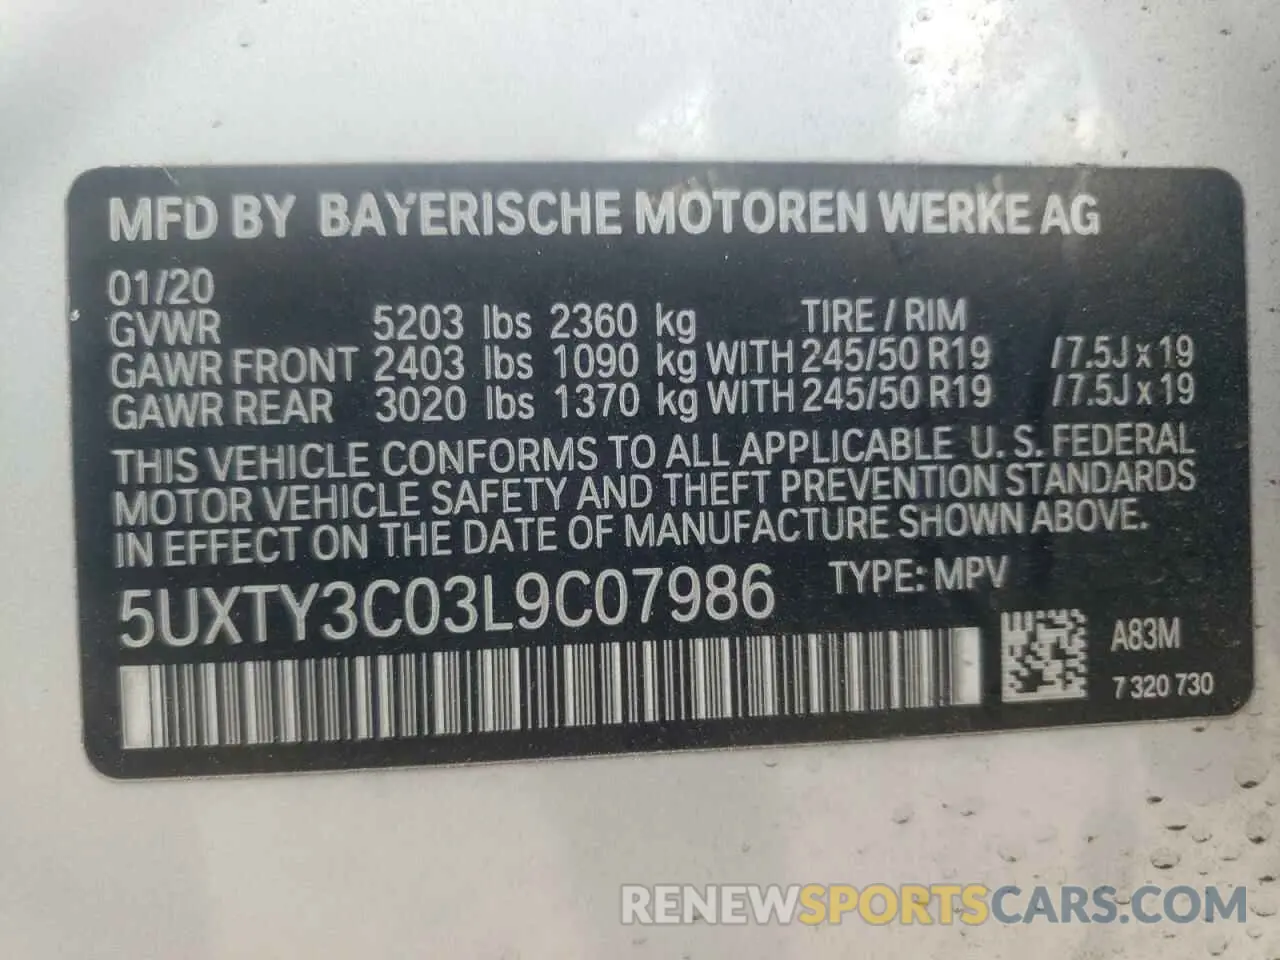 MFD BY BAYERISCHE MOTOREN WERKE AG
01/20
GVWR 5203 lbs 2360 kg TIRE / RIM
GAWR FRONT 2403 lbs 1090 kg WITH 245/50 R19 /7.5J x 19
GAWR REAR 3020 lbs 1370 kg WITH 245/50 R19 /7.5J x 19
THIS VEHICLE CONFORMS TO ALL APPLICABLE U. S. FEDERAL
MOTOR VEHICLE SAFETY AND THEFT PREVENTION STANDARDS
IN EFFECT ON THE DATE OF MANUFACTURE SHOWN ABOVE.
5UXTY3C03L9C07986 TYPE: MPV
A83M
7 320 730
RENEWSPORTSCARS.COM